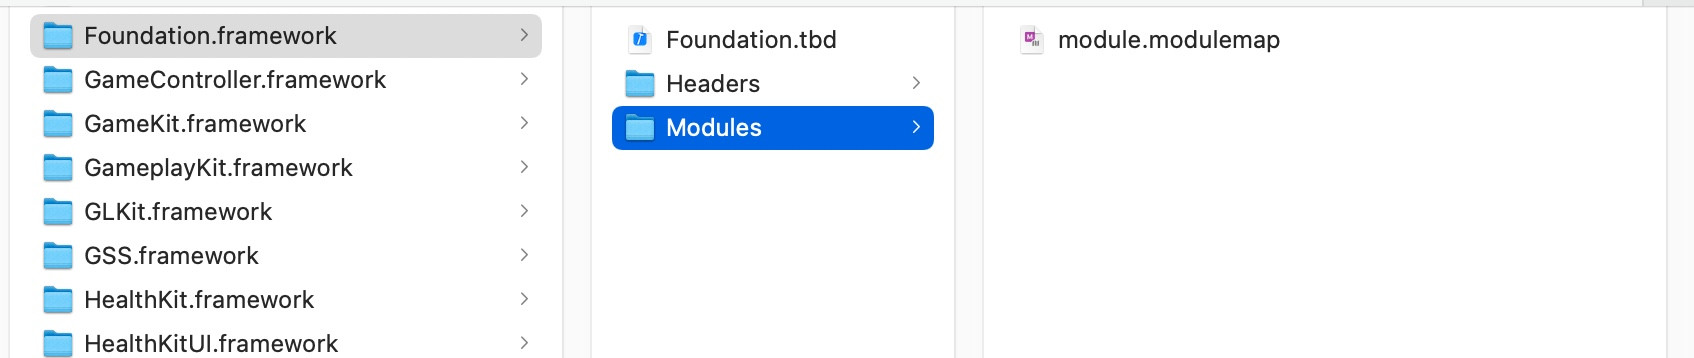 Foundation.framework
GameController.framework
GameKit.framework
GameplayKit.framework
GLKit.framework
GSS.framework
HealthKit.framework
HealthKitUI.framework
Foundation.tbd
Headers
Modules
module.modulemap